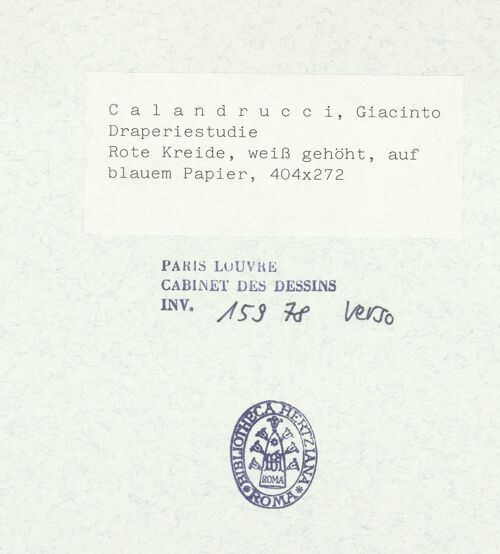 C a l a n d r u c c i, Giacinto
Draperiestudie
Rote Kreide, weiß gehöht, auf
blauem Papier, 404x272
PARIS LOUVRE
CABINET DES DESSINS
INV. 159 78 verso
BIBLIOTHECA HERTZIANA
ROMA
ROMA